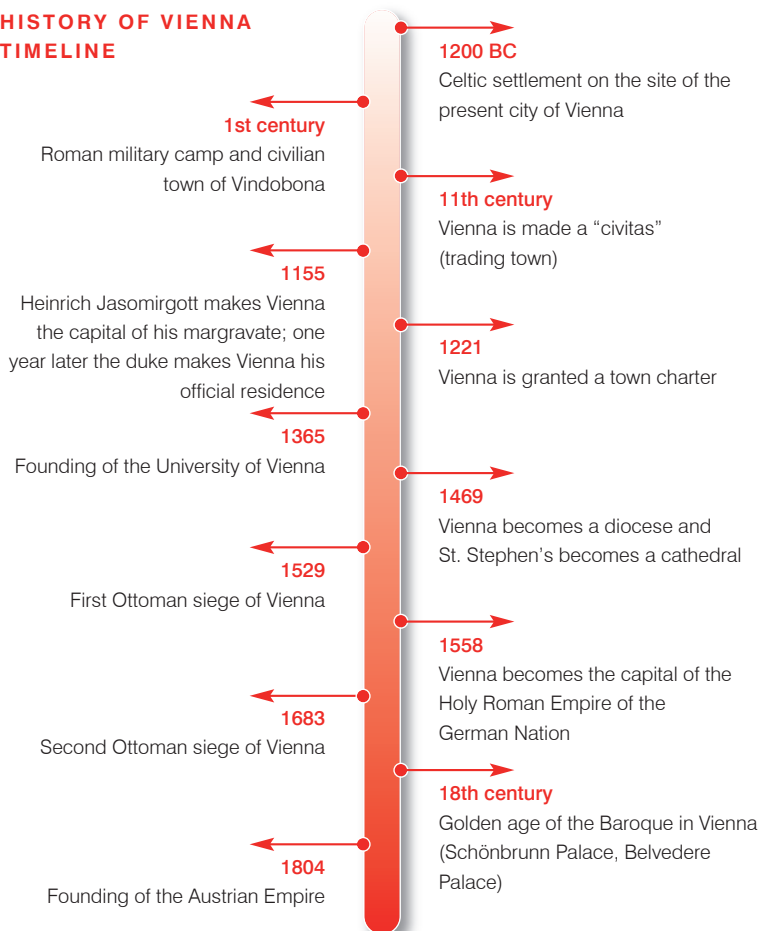 HISTORY OF VIENNA
TIMELINE
1200 BC
Celtic settlement on the site of the
present city of Vienna
1st century
Roman military camp and civilian
town of Vindobona
11th century
Vienna is made a “civitas”
(trading town)
1155
Heinrich Jasomirgott makes Vienna
the capital of his margravate; one
year later the duke makes Vienna his
official residence
1221
Vienna is granted a town charter
1365
Founding of the University of Vienna
1469
Vienna becomes a diocese and
St. Stephen’s becomes a cathedral
1529
First Ottoman siege of Vienna
1558
Vienna becomes the capital of the
Holy Roman Empire of the
German Nation
1683
Second Ottoman siege of Vienna
18th century
Golden age of the Baroque in Vienna
(Schönbrunn Palace, Belvedere
Palace)
1804
Founding of the Austrian Empire